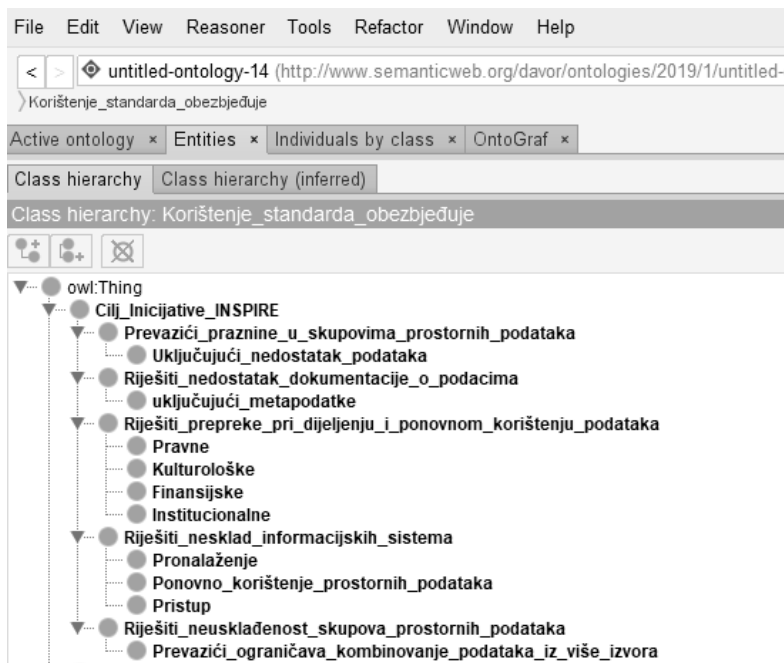 File Edit View Reasoner Tools Refactor Window Help
< > untitled-ontology-14 (http://www.semanticweb.org/davor/ontologies/2019/1/untitled-
Korištenje_standarda_obezbjeđuje
Active ontology × Entities × Individuals by class × OntoGraf ×
Class hierarchy Class hierarchy (inferred)
Class hierarchy: Korištenje_standarda_obezbjeđuje
owl:Thing
Cilj_Inicijative_INSPIRE
Prevazići_praznine_u_skupovima_prostornih_podataka
Uključujući_nedostatak_podataka
Riješiti_nedostatak_dokumentacije_o_podacima
uključujući_metapodatke
Riješiti_prepreke_pri_dijeljenju_i_ponovnom_korištenju_podataka
Pravne
Kulturološke
Finansijske
Institucionalne
Riješiti_nesklad_informacijskih_sistema
Pronalaženje
Ponovno_korištenje_prostornih_podataka
Pristup
Riješiti_neusklađenost_skupova_prostornih_podataka
Prevazići_ograničava_kombinovanje_podataka_iz_više_izvora